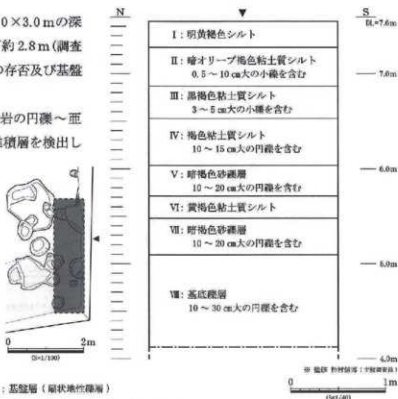 0×3.0 mの深
約 2.8 m (調査
の存否及び基盤
岩の円礫～亜
積層を検出し
N
S
DL=7.6m
I：明黄褐色シルト
II：暗オリーブ褐色粘土質シルト
0.5～10㎝大の小礫を含む
7.0m
III：黒褐色粘土質シルト
3～5㎝大の小礫を含む
IV：褐色粘土質シルト
10～15㎝大の円礫を含む
6.0m
V：暗褐色砂礫層
10～20㎝大の円礫を含む
VI：黄褐色粘土質シルト
VII：暗褐色砂礫層
10～20㎝大の円礫を含む
5.0m
VIII：基底礫層
10～30㎝大の円礫を含む
4.0m
0 2m
(S=1/100)
0 1m
(S=1/40)
：基盤層（扇状地性礫層）